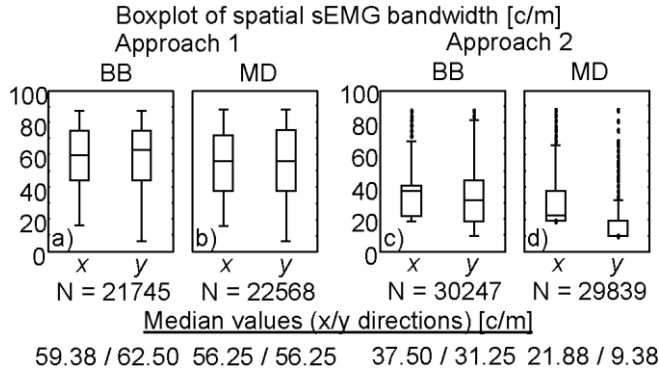 Boxplot of spatial sEMG bandwidth [c/m]
Approach 1 Approach 2
BB MD BB MD
100 100
80 80
60 60
40 40
20 20
0 0
a) b) c) d)
x y x y x y x y
N = 21745 N = 22568 N = 30247 N = 29839
Median values (x/y directions) [c/m]
59.38 / 62.50 56.25 / 56.25 37.50 / 31.25 21.88 / 9.38